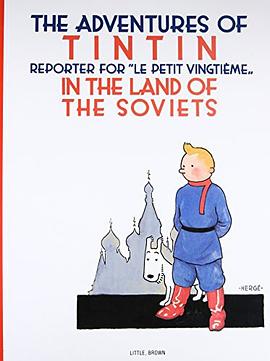 THE ADVENTURES OF
TINTIN
REPORTER FOR "LE PETIT VINGTIÈME„
IN THE LAND OF
THE SOVIETS
-HERGÉ-
LITTLE, BROWN